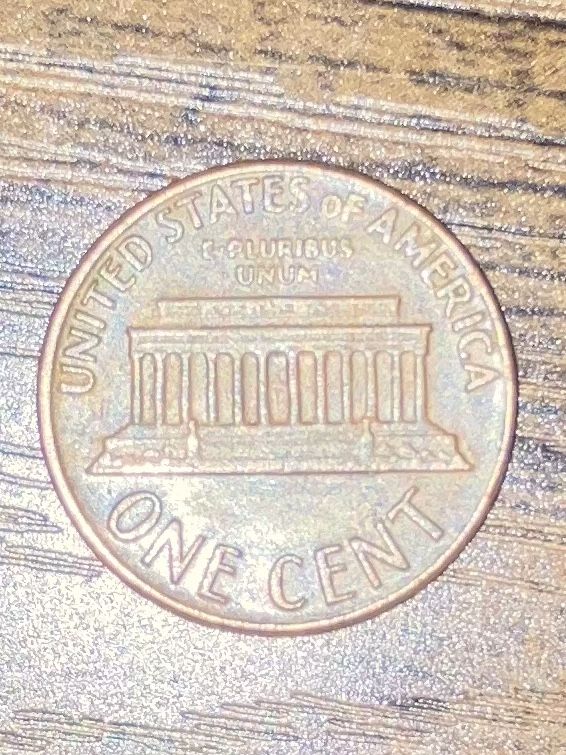 UNITED STATES OF AMERICA
E·PLURIBUS
UNUM
ONE CENT